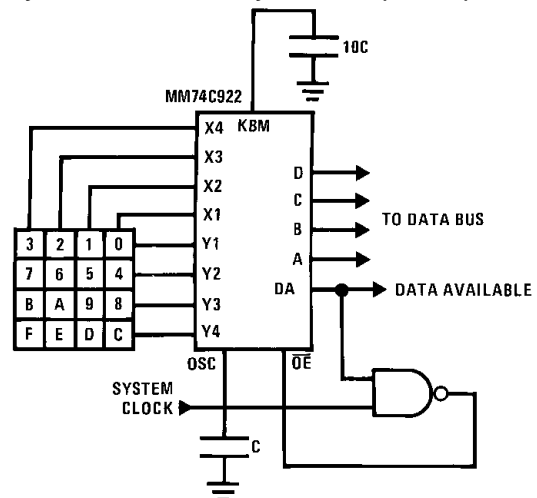 10C
MM74C922
X4 KBM
X3
X2 D
X1 C
TO DATA BUS
B
A
3 2 1 0 Y1
7 6 5 4 Y2
DA DATA AVAILABLE
B A 9 8 Y3
F E D C Y4
OSC OE
SYSTEM
CLOCK
C